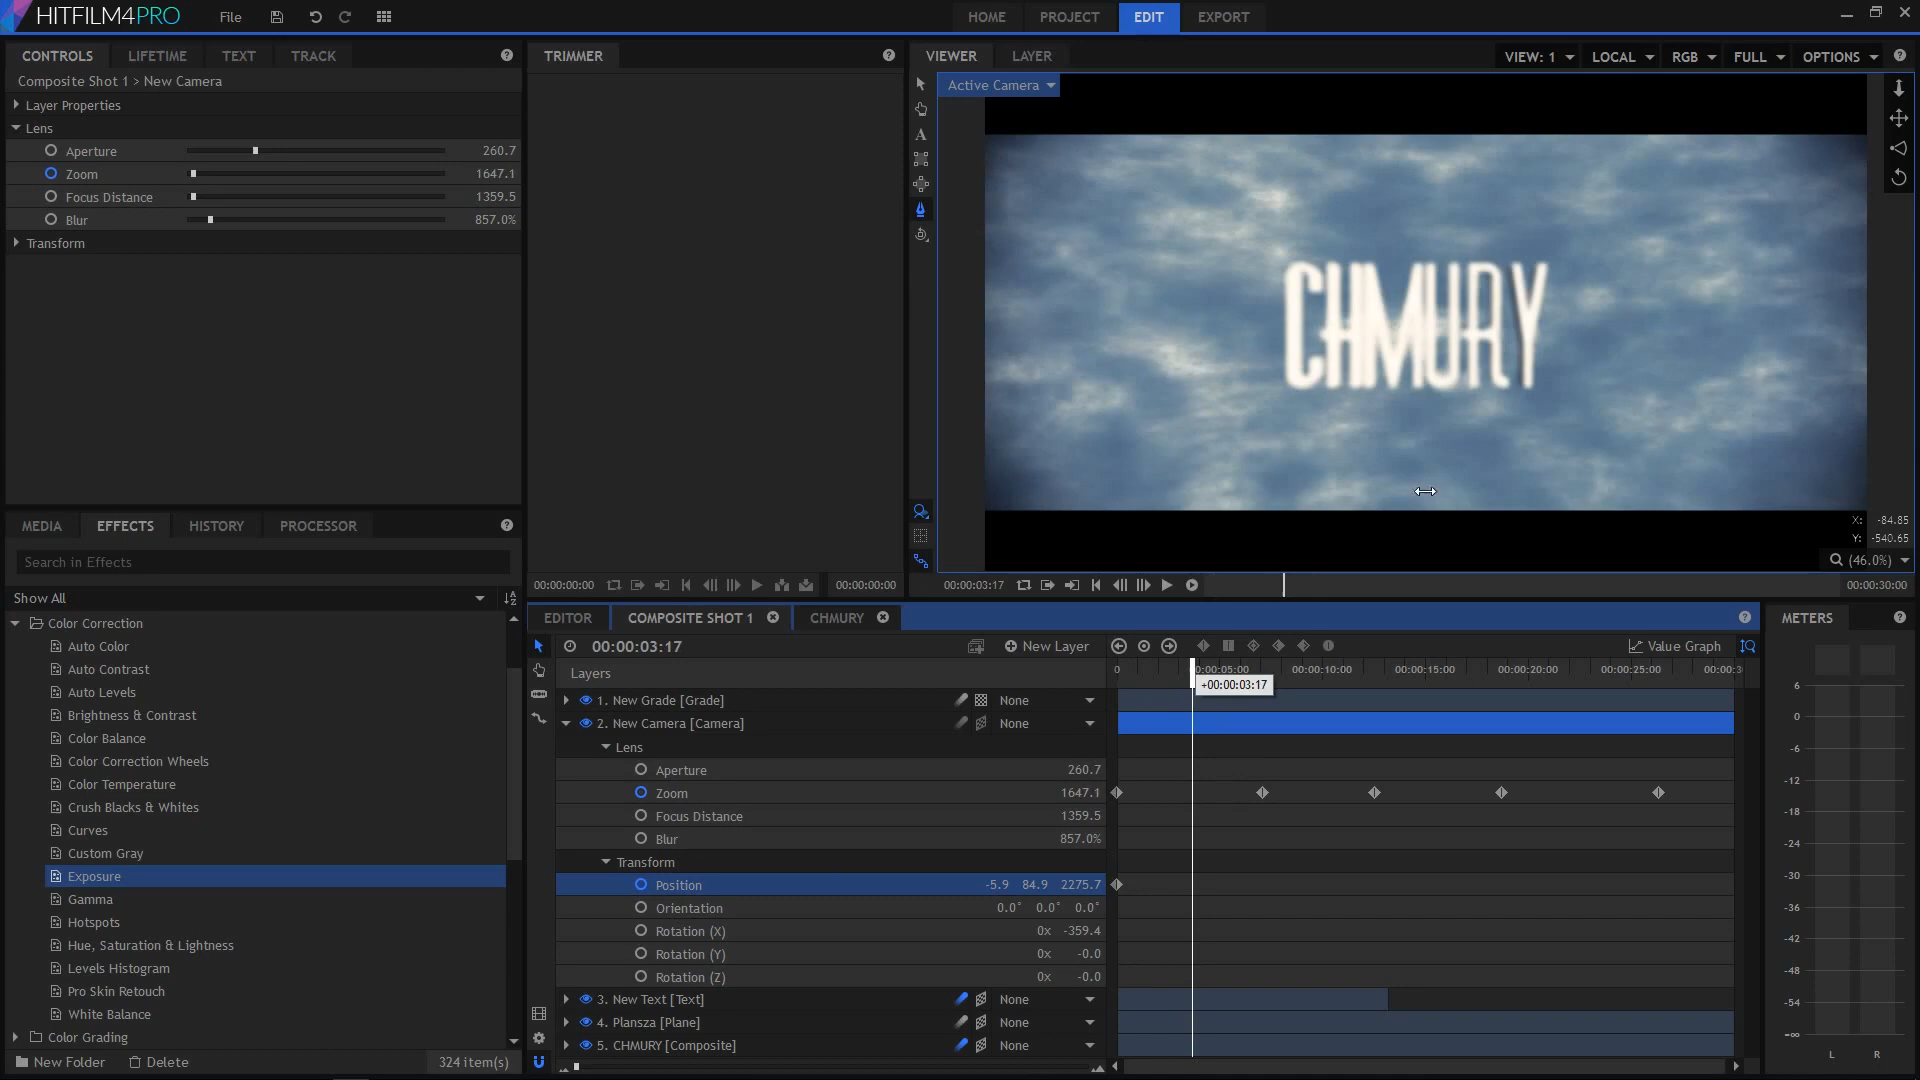 HITFILM4PRO
File
HOME
PROJECT
EDIT
EXPORT
CONTROLS
LIFETIME
TEXT
TRACK
TRIMMER
VIEWER
LAYER
VIEW: 1
LOCAL
RGB
FULL
OPTIONS
Composite Shot 1 > New Camera
Layer Properties
Lens
Aperture 260.7
Zoom 1647.1
Focus Distance 1359.5
Blur 857.0%
Transform
Active Camera
CHMURY
X: -84.85
Y: -540.65
(46.0%)
MEDIA
EFFECTS
HISTORY
PROCESSOR
Search in Effects
Show All
Color Correction
Auto Color
Auto Contrast
Auto Levels
Brightness & Contrast
Color Balance
Color Correction Wheels
Color Temperature
Crush Blacks & Whites
Curves
Custom Gray
Exposure
Gamma
Hotspots
Hue, Saturation & Lightness
Levels Histogram
Pro Skin Retouch
White Balance
Color Grading
New Folder
Delete
324 item(s)
00:00:00:00
00:00:00:00
00:00:03:17
00:00:30:00
EDITOR
COMPOSITE SHOT 1
CHMURY
00:00:03:17
New Layer
Value Graph
Layers
0
00:00:05:00
00:00:10:00
00:00:15:00
00:00:20:00
00:00:25:00
00:00:3
+00:00:03:17
1. New Grade [Grade] None
2. New Camera [Camera] None
Lens
Aperture 260.7
Zoom 1647.1
Focus Distance 1359.5
Blur 857.0%
Transform
Position -5.9 84.9 2275.7
Orientation 0.0° 0.0° 0.0°
Rotation (X) 0x -359.4
Rotation (Y) 0x -0.0
Rotation (Z) 0x -0.0
3. New Text [Text] None
4. Plansza [Plane] None
5. CHMURY [Composite] None
METERS
6
0
-6
-12
-18
-24
-30
-36
-42
-48
-54
-∞
L
R